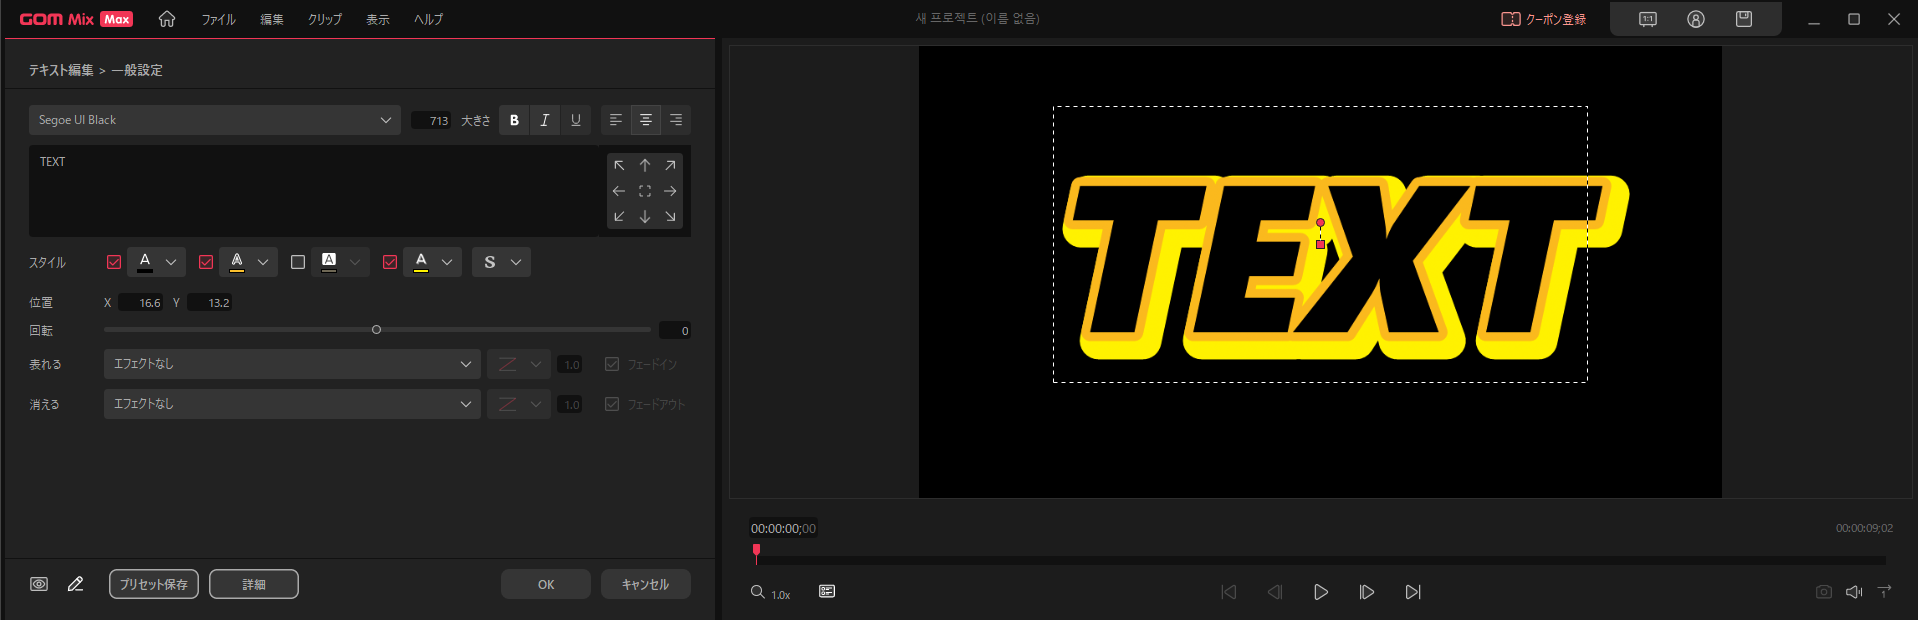 GOM Mix Max ファイル 編集 クリップ 表示 ヘルプ 새 프로젝트 (이름 없음) クーポン登録 1:1
テキスト編集 > 一般設定
Segoe UI Black 713 大きさ B I U
TEXT
TEXT
スタイル A A A A S
位置 X 16.6 Y 13.2
回転 0
表れる エフェクトなし 1.0 フェードイン
消える エフェクトなし 1.0 フェードアウト
00:00:00;00 00:00:09;02
プリセット保存 詳細 OK キャンセル
1.0x 1